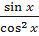 sin x
cos² x